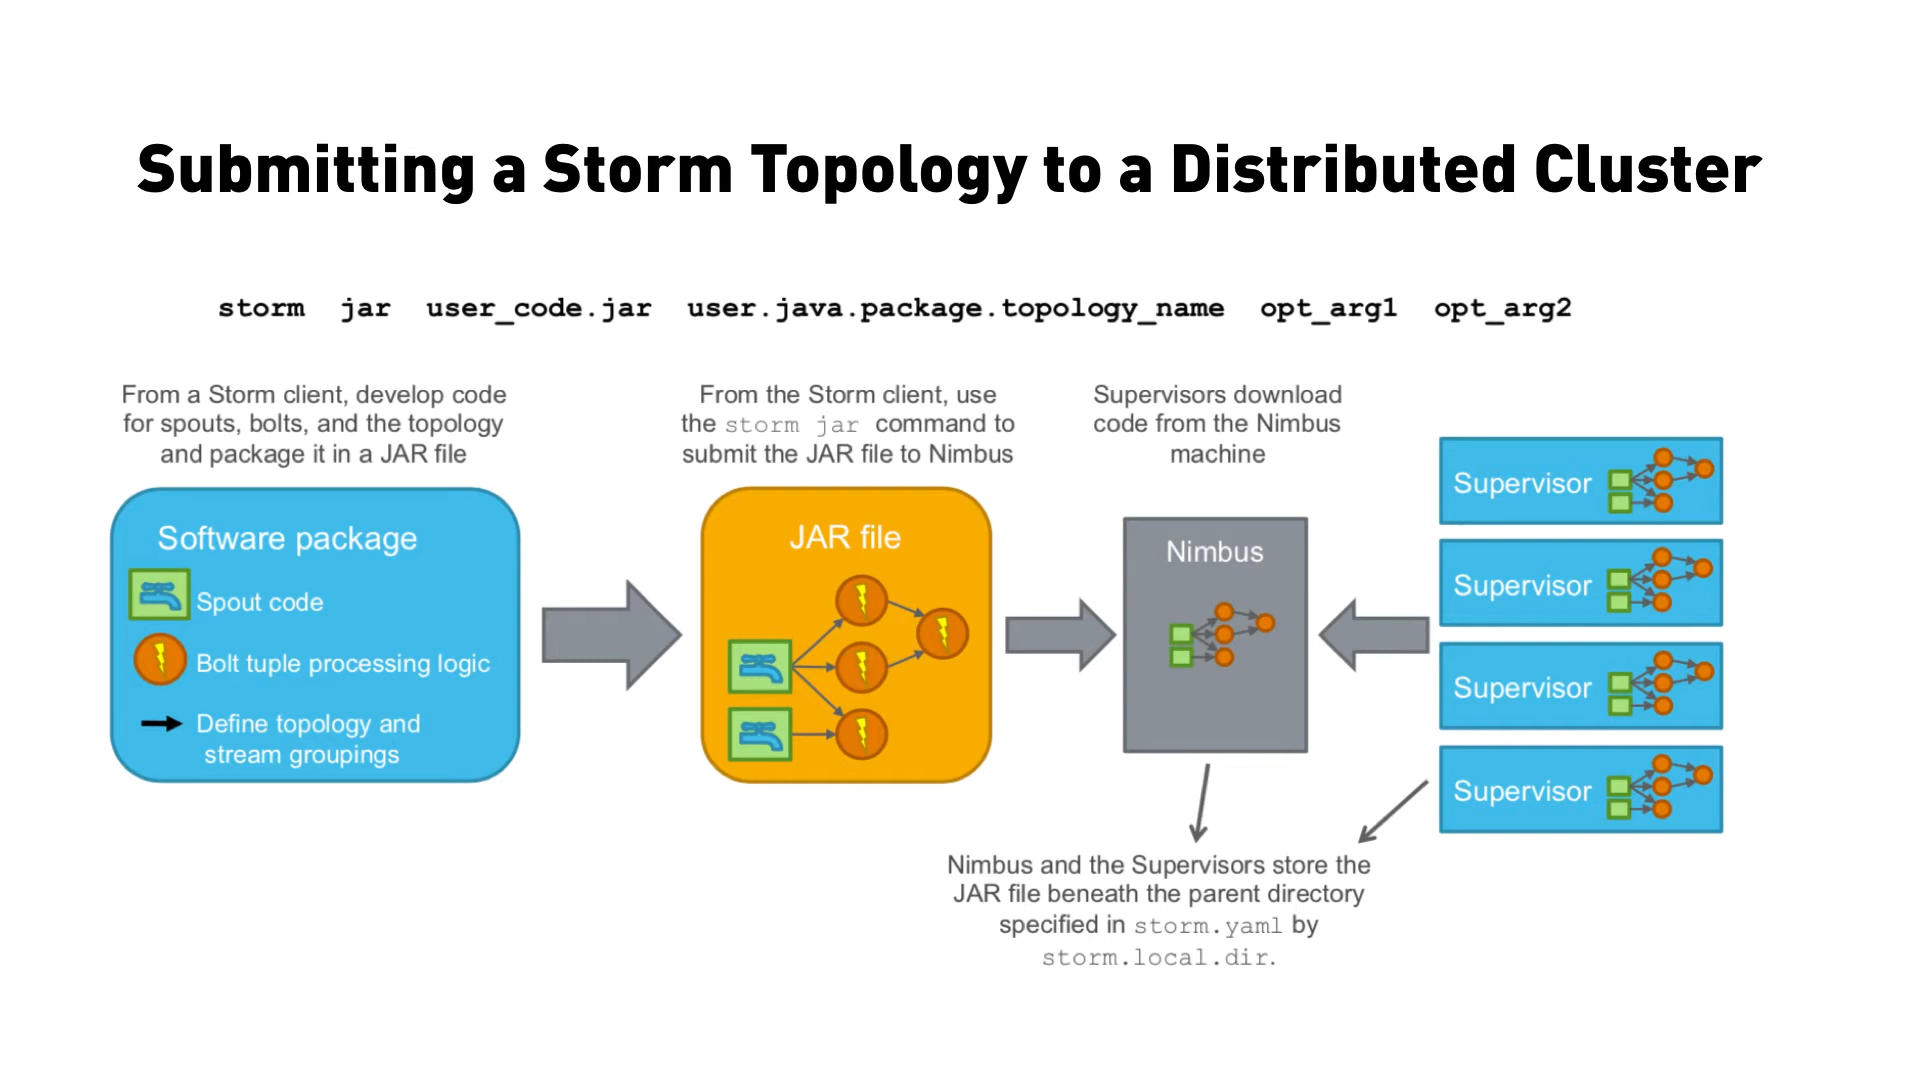 Submitting a Storm Topology to a Distributed Cluster
storm jar user_code.jar user.java.package.topology_name opt_arg1 opt_arg2
From a Storm client, develop code
for spouts, bolts, and the topology
and package it in a JAR file
Software package
Spout code
Bolt tuple processing logic
Define topology and
stream groupings
From the Storm client, use
the storm jar command to
submit the JAR file to Nimbus
JAR file
Supervisors download
code from the Nimbus
machine
Nimbus
Supervisor
Supervisor
Supervisor
Supervisor
Nimbus and the Supervisors store the
JAR file beneath the parent directory
specified in storm.yaml by
storm.local.dir.